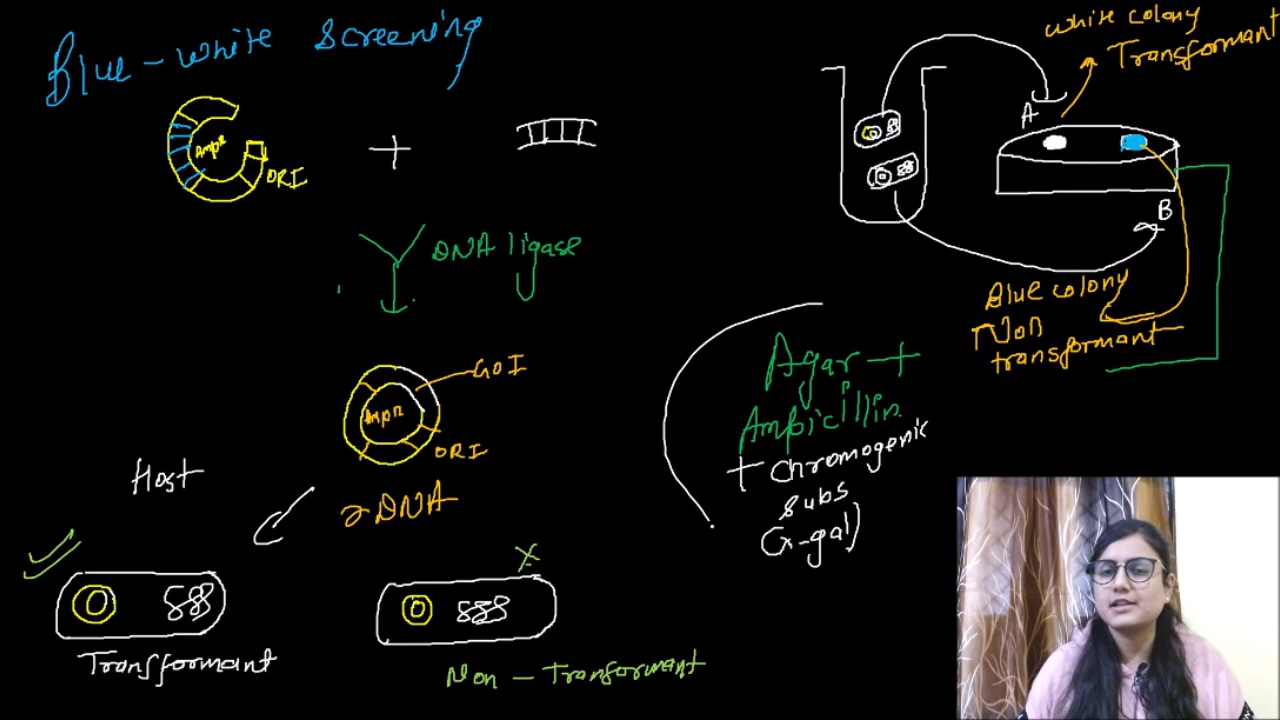 Blue-white screening
AmpR
ORI
+
DNA ligase
GOI
AmpR
ORI
rDNA
Host
Transformant
Non-Transformant
white colony
Transformant
A
B
Blue colony
Non
transformant
Agar +
Ampicillin
+ Chromogenic
subs
(x-gal)